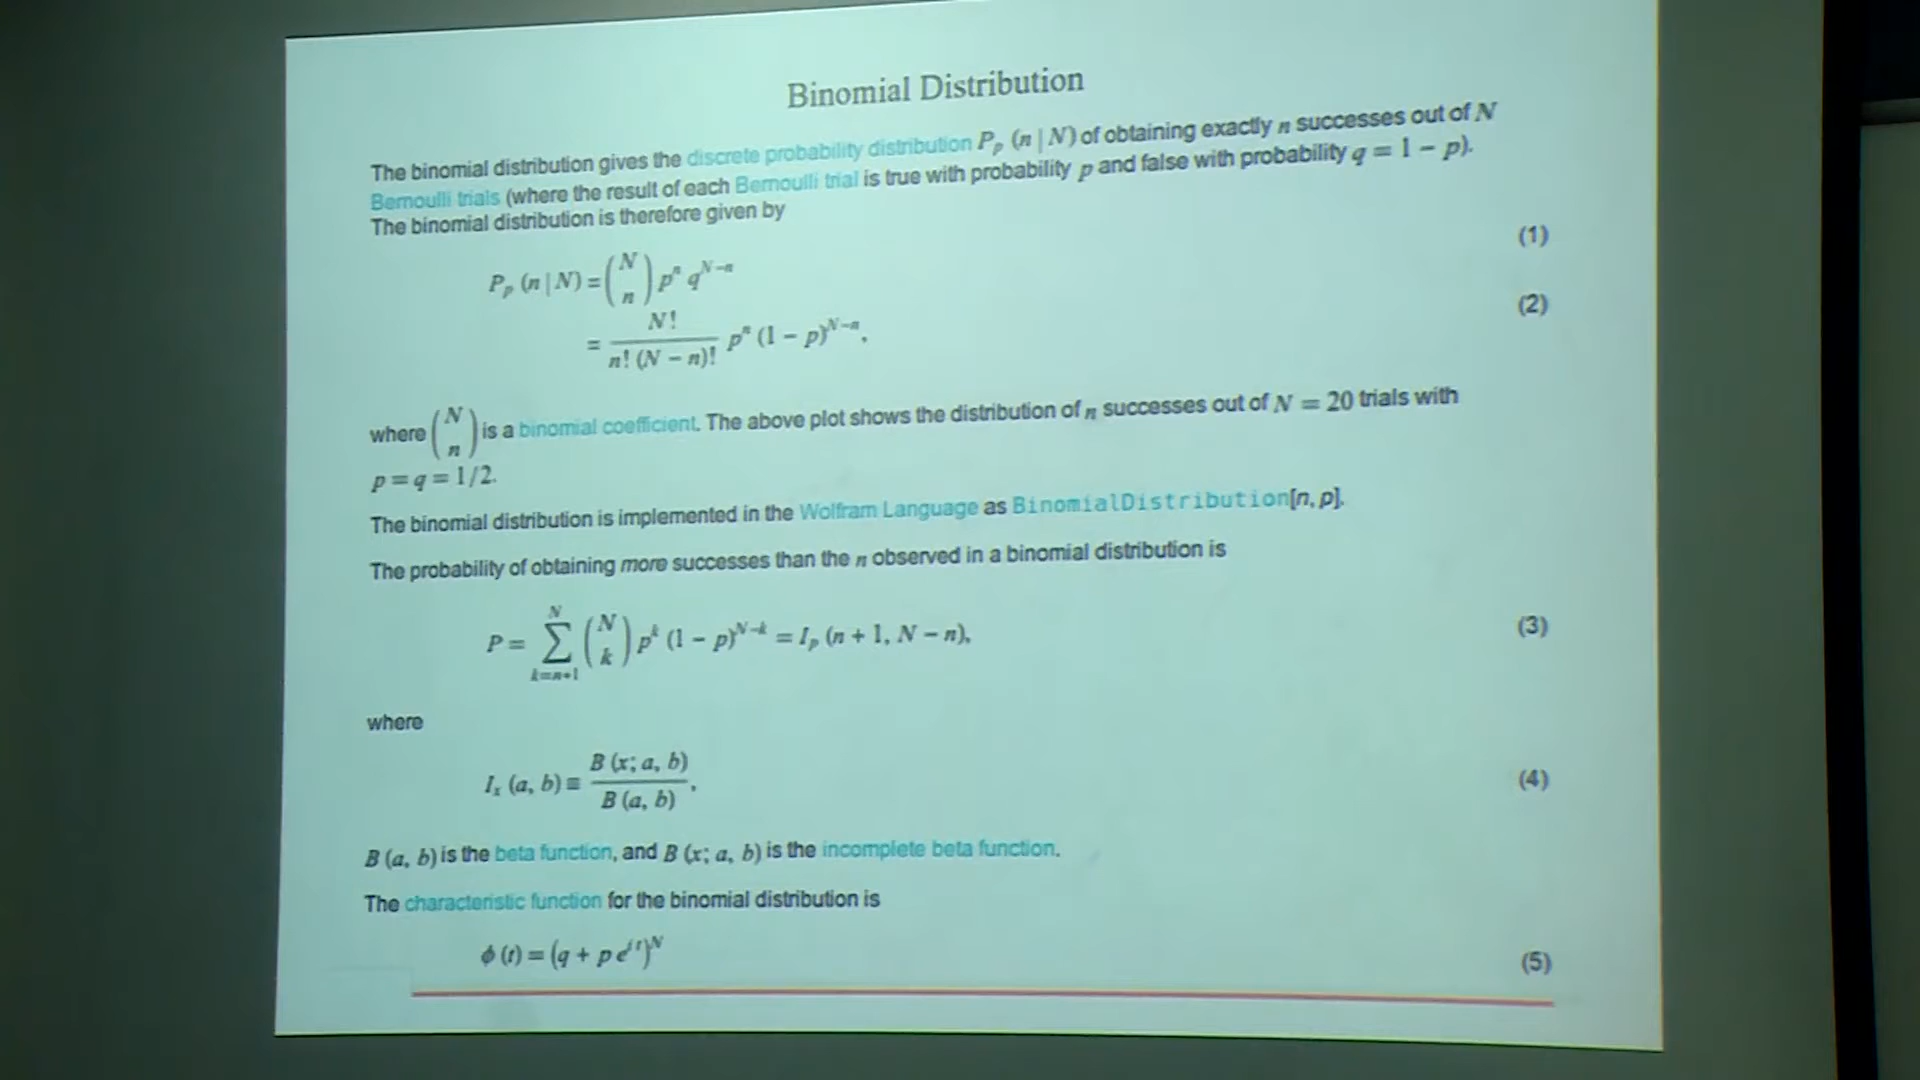 Binomial Distribution
The binomial distribution gives the discrete probability distribution P_p (n | N) of obtaining exactly n successes out of N
Bernoulli trials (where the result of each Bernoulli trial is true with probability p and false with probability q = 1 − p).
The binomial distribution is therefore given by
P_p (n | N) = (N n) p^n q^(N−n) (1)
= N! / n! (N − n)! p^n (1 − p)^(N−n), (2)
where (N n) is a binomial coefficient. The above plot shows the distribution of n successes out of N = 20 trials with
p = q = 1/2.
The binomial distribution is implemented in the Wolfram Language as BinomialDistribution[n, p].
The probability of obtaining more successes than the n observed in a binomial distribution is
P = ∑_{k=n+1}^{N} (N k) p^k (1 − p)^(N−k) = I_p (n + 1, N − n), (3)
where
I_x (a, b) ≡ B (x; a, b) / B (a, b) , (4)
B (a, b) is the beta function, and B (x; a, b) is the incomplete beta function.
The characteristic function for the binomial distribution is
ϕ (t) = (q + p e^(i t))^N (5)